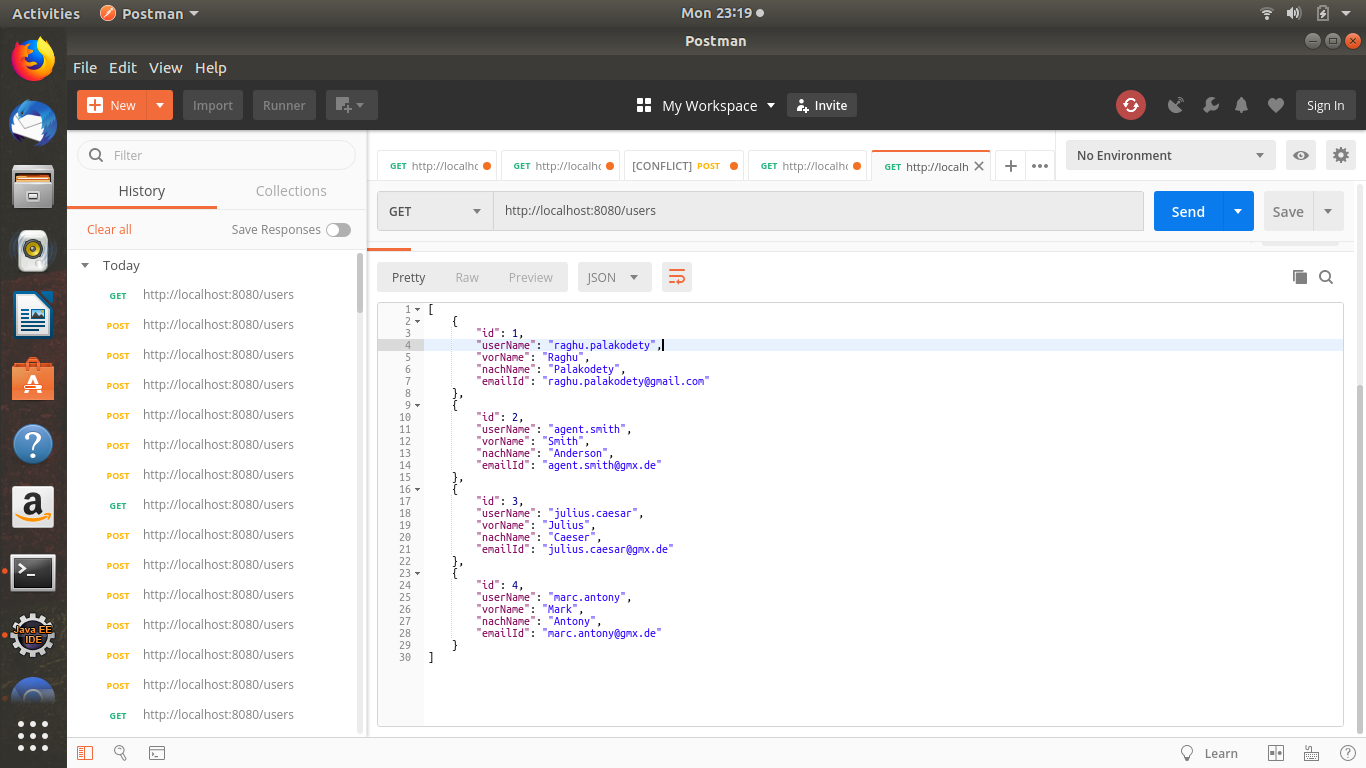 Activities Postman Mon 23:19
Postman
File Edit View Help
New Import Runner My Workspace Invite Sign In
Filter
History Collections
Clear all Save Responses
Today
GET http://localhost:8080/users
POST http://localhost:8080/users
POST http://localhost:8080/users
POST http://localhost:8080/users
POST http://localhost:8080/users
POST http://localhost:8080/users
POST http://localhost:8080/users
GET http://localhost:8080/users
POST http://localhost:8080/users
POST http://localhost:8080/users
POST http://localhost:8080/users
POST http://localhost:8080/users
POST http://localhost:8080/users
POST http://localhost:8080/users
GET http://localhost:8080/users
GET http://localhc GET http://localhc [CONFLICT] POST GET http://localhc GET http://localh
No Environment
GET http://localhost:8080/users Send Save
Pretty Raw Preview JSON
1 [
2 {
3 "id": 1,
4 "userName": "raghu.palakodety",
5 "vorName": "Raghu",
6 "nachName": "Palakodety",
7 "emailId": "raghu.palakodety@gmail.com"
8 },
9 {
10 "id": 2,
11 "userName": "agent.smith",
12 "vorName": "Smith",
13 "nachName": "Anderson",
14 "emailId": "agent.smith@gmx.de"
15 },
16 {
17 "id": 3,
18 "userName": "julius.caesar",
19 "vorName": "Julius",
20 "nachName": "Caeser",
21 "emailId": "julius.caesar@gmx.de"
22 },
23 {
24 "id": 4,
25 "userName": "marc.antony",
26 "vorName": "Mark",
27 "nachName": "Antony",
28 "emailId": "marc.antony@gmx.de"
29 }
30 ]
Java EE
IDE
Learn